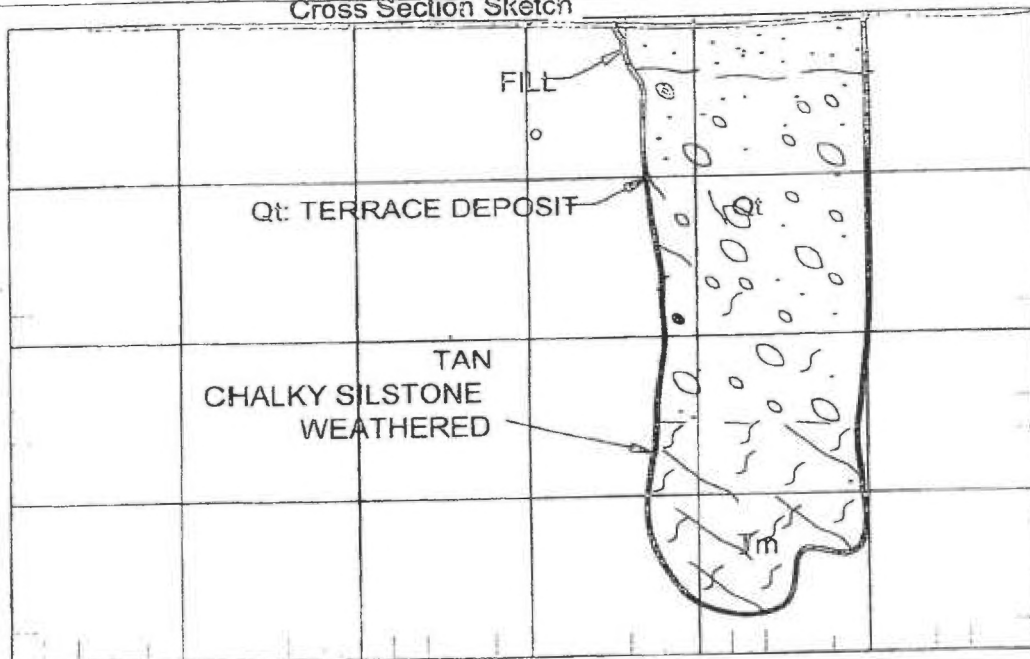 Cross Section Sketch
FILL
Qt: TERRACE DEPOSIT
Qt
TAN
CHALKY SILSTONE
WEATHERED
Tm